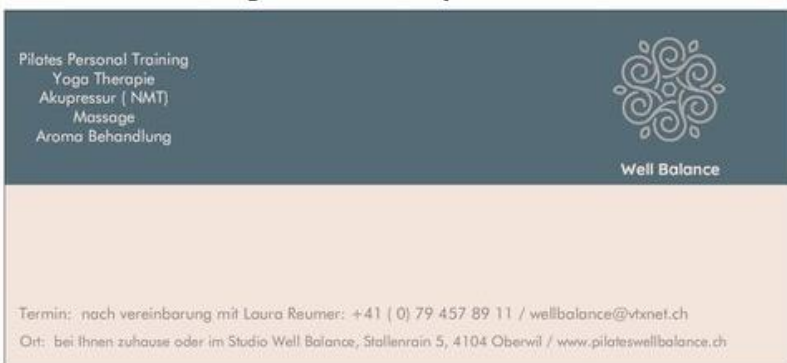 Pilates Personal Training
Yoga Therapie
Akupressur ( NMT)
Massage
Aroma Behandlung
Well Balance
Termin: nach vereinbarung mit Laura Reumer: +41 ( 0) 79 457 89 11 / wellbalance@vtxnet.ch
Ort: bei Ihnen zuhause oder im Studio Well Balance, Stallenrain 5, 4104 Oberwil / www.pilateswellbalance.ch